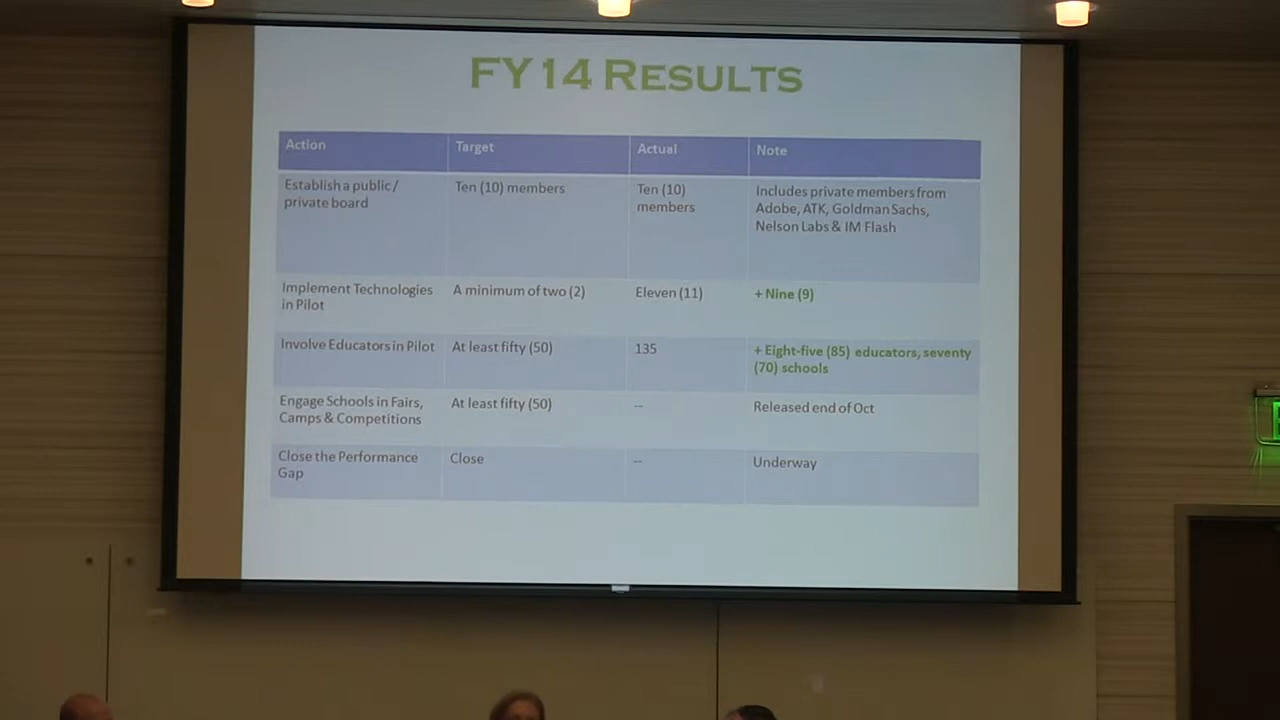 FY 14 RESULTS
Action Target Actual Note
Establish a public / Ten (10) members Ten (10) Includes private members from
private board members Adobe, ATK, Goldman Sachs,
Nelson Labs & IM Flash
Implement Technologies A minimum of two (2) Eleven (11) + Nine (9)
in Pilot
Involve Educators in Pilot At least fifty (50) 135 + Eight-five (85) educators, seventy
(70) schools
Engage Schools in Fairs, At least fifty (50) -- Released end of Oct
Camps & Competitions
Close the Performance Close -- Underway
Gap